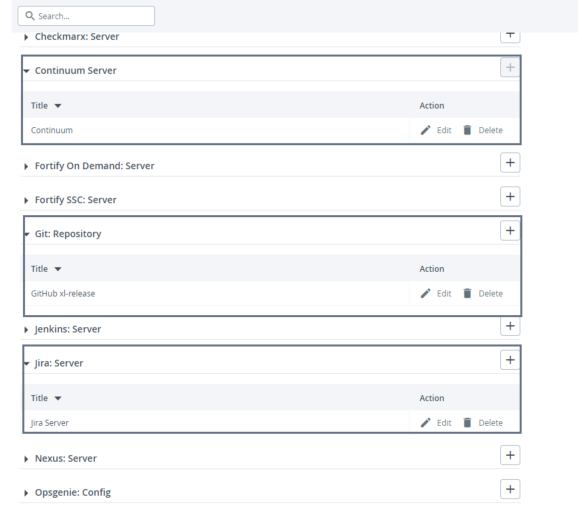 Search...
Checkmarx: Server
Continuum Server
Title Action
Continuum Edit Delete
Fortify On Demand: Server
Fortify SSC: Server
Git: Repository
Title Action
GitHub xl-release Edit Delete
Jenkins: Server
Jira: Server
Title Action
Jira Server Edit Delete
Nexus: Server
Opsgenie: Config